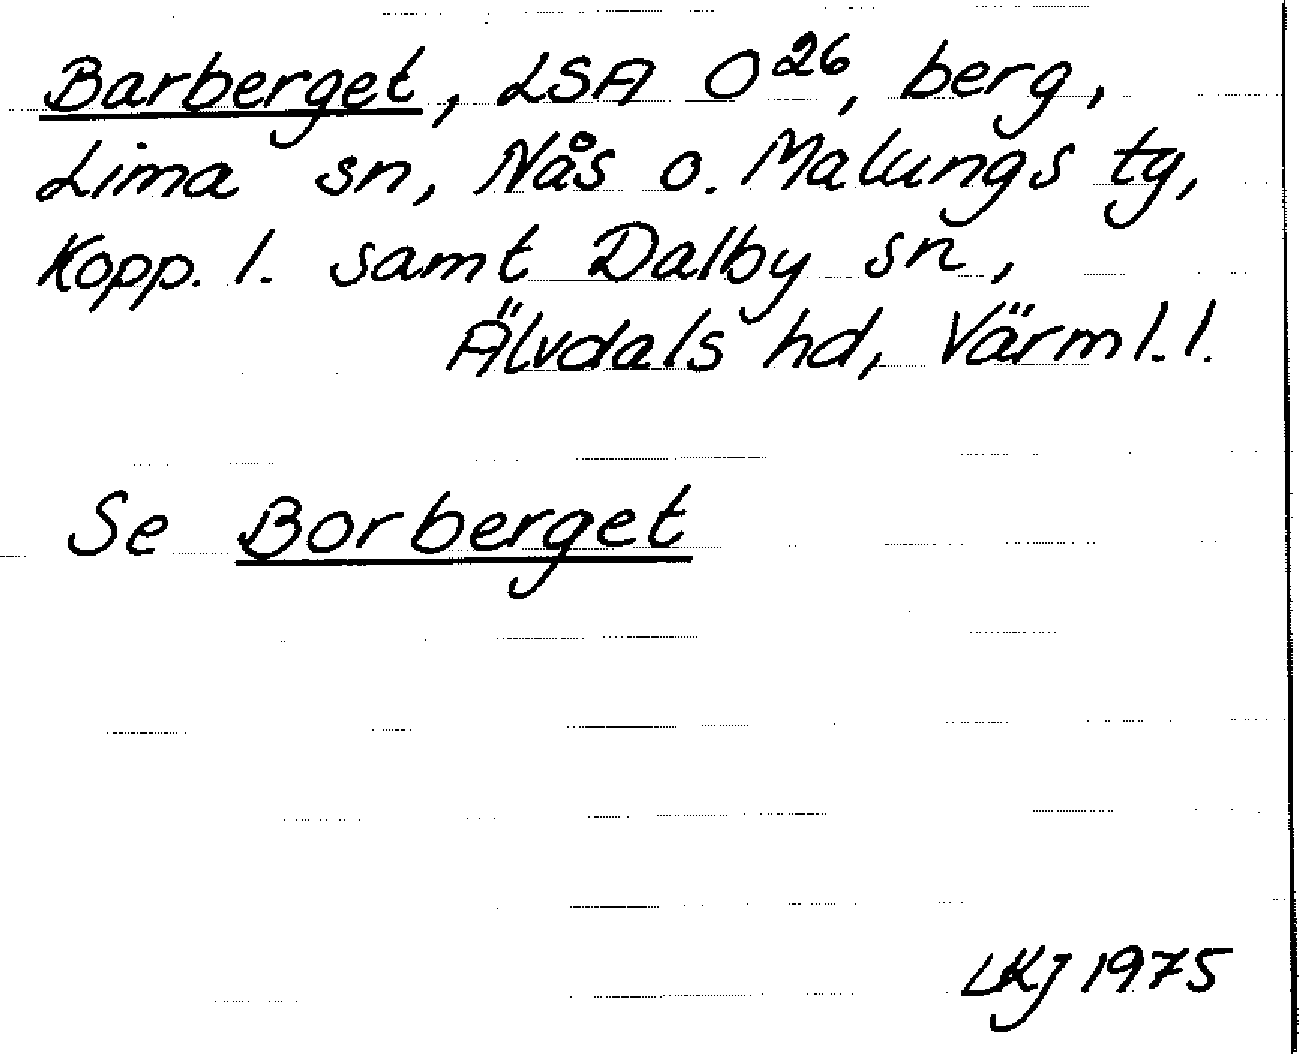 Barberget, LSA O26, berg,
Lima sn, Nås o. Malungs tg,
Kopp. l. samt Dalby sn,
Älvdals hd, Värml. l.
Se Borberget
LKJ 1975